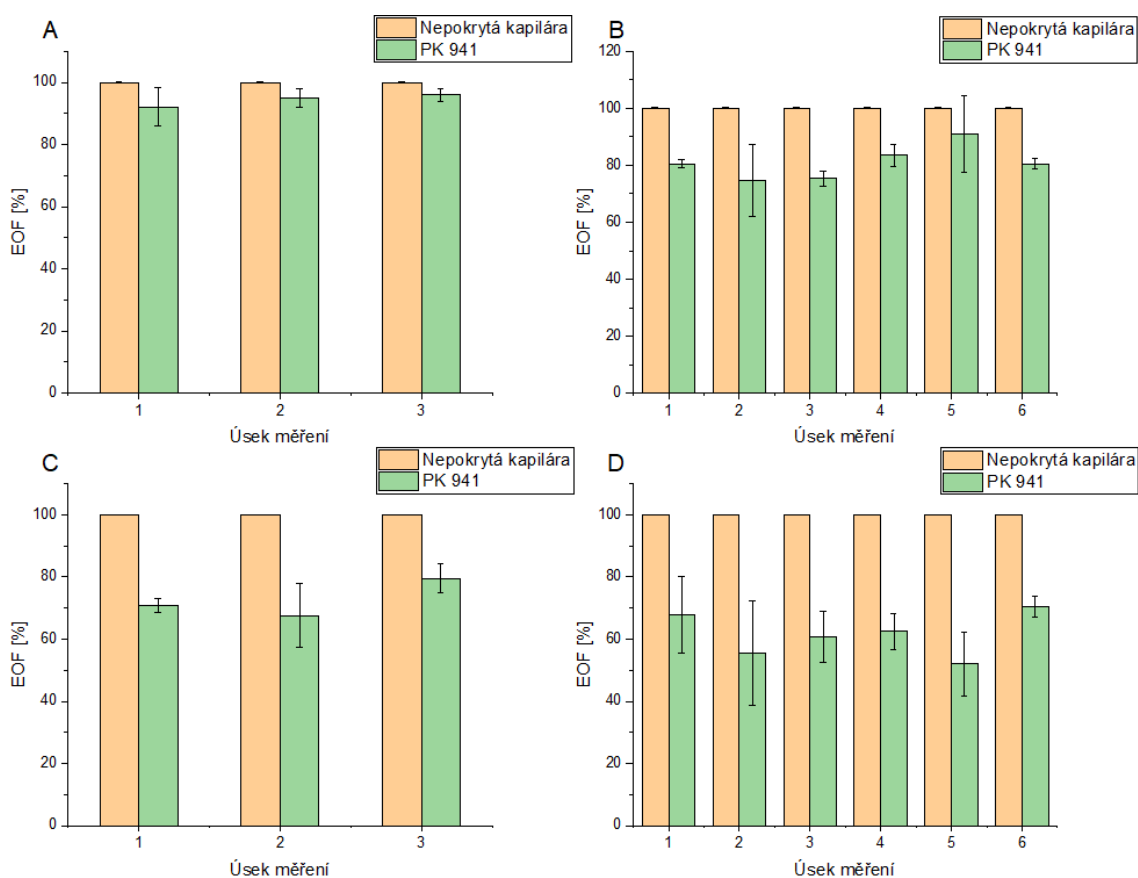 A
Nepokrytá kapilára
PK 941
EOF [%]
100
80
60
40
20
0
1
2
3
Úsek měření
B
Nepokrytá kapilára
PK 941
EOF [%]
120
100
80
60
40
20
0
1
2
3
4
5
6
Úsek měření
C
Nepokrytá kapilára
PK 941
EOF [%]
100
80
60
40
20
0
1
2
3
Úsek měření
D
Nepokrytá kapilára
PK 941
EOF [%]
100
80
60
40
20
0
1
2
3
4
5
6
Úsek měření